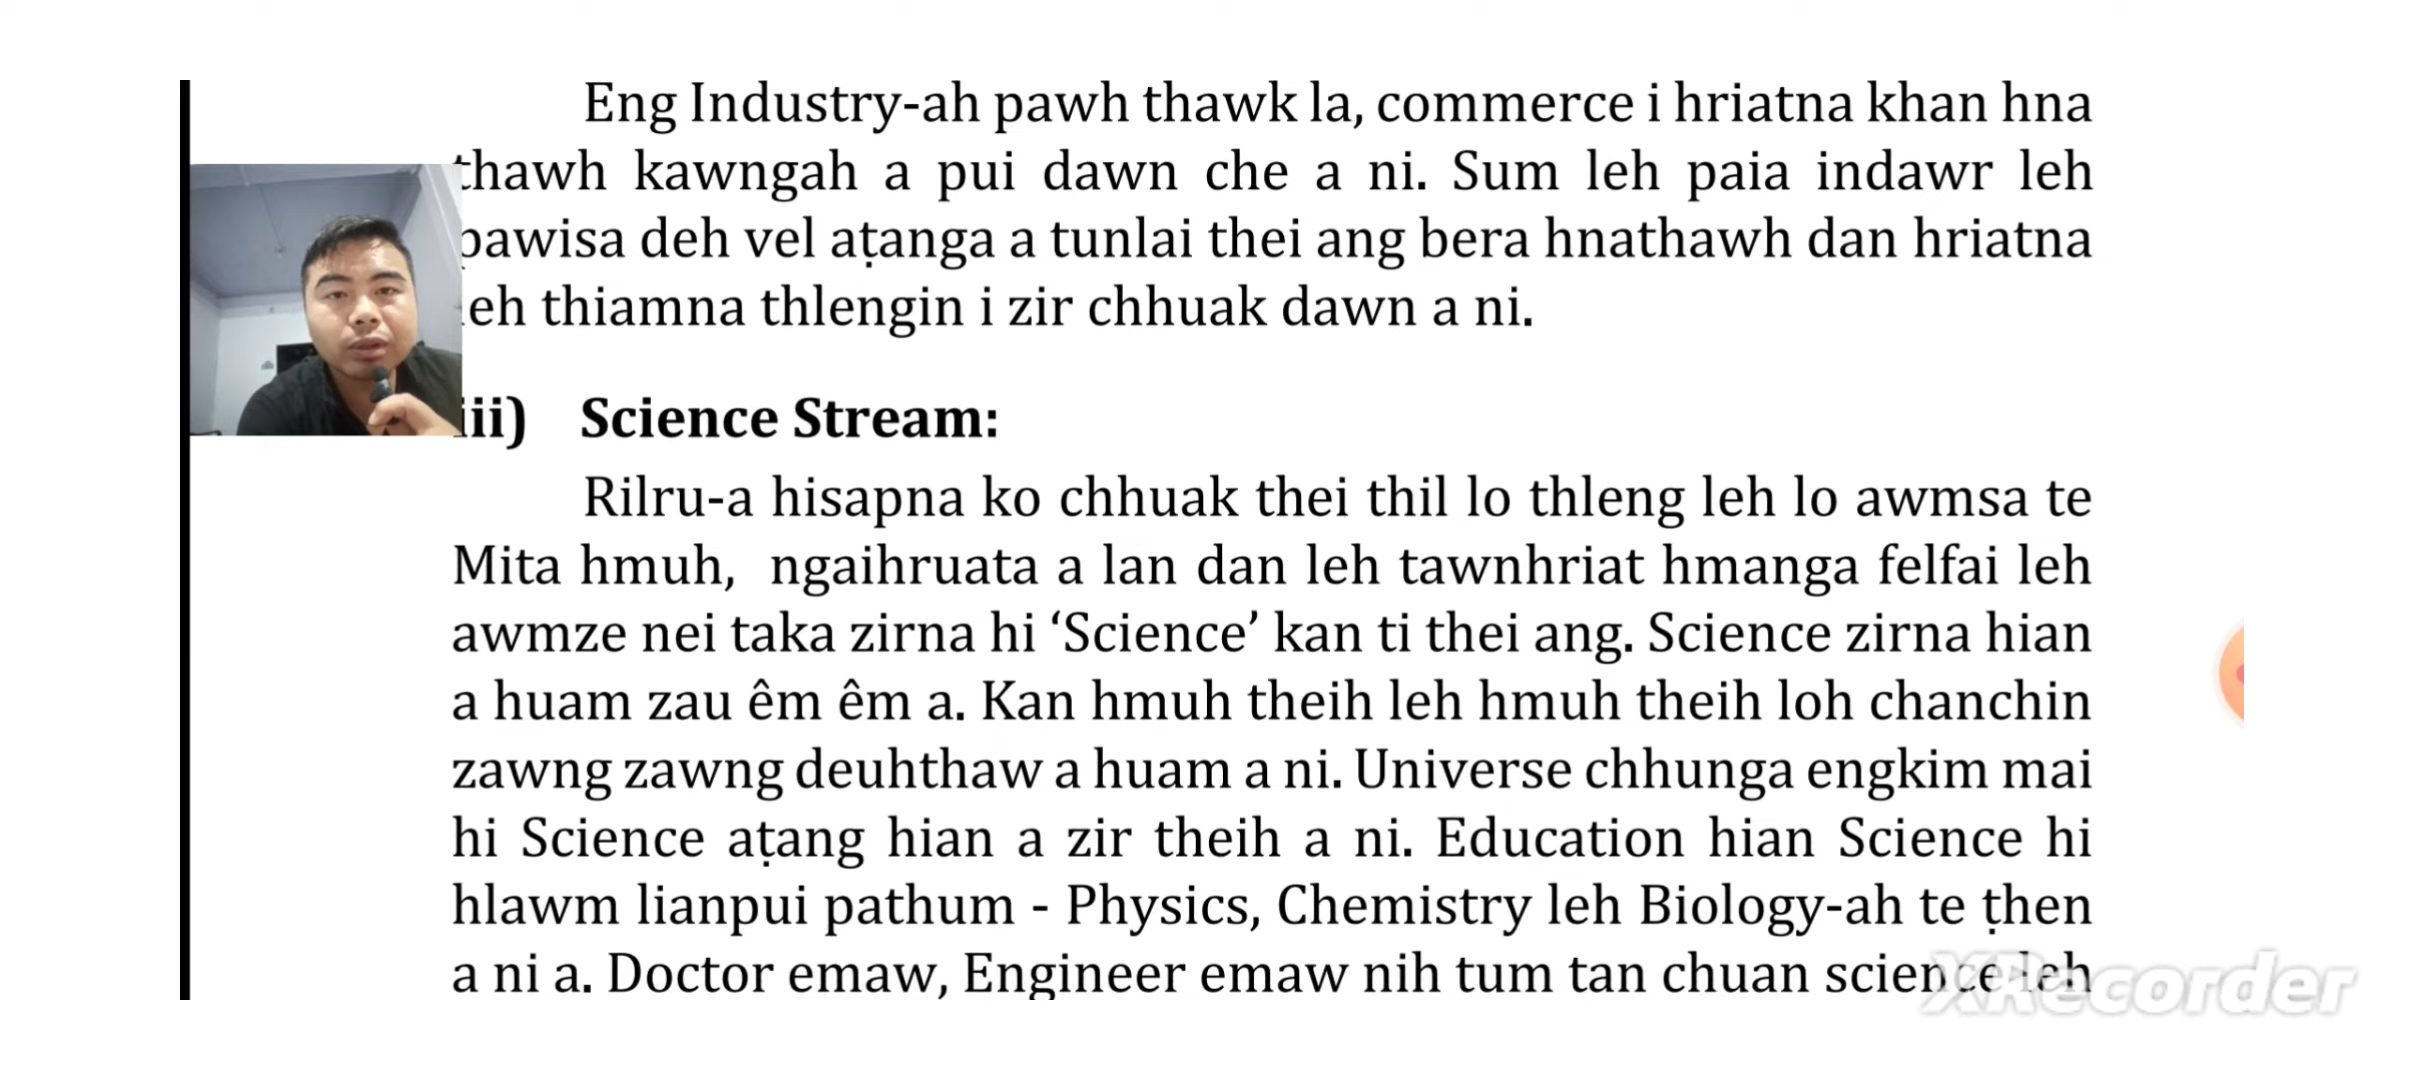 Eng Industry-ah pawh thawk la, commerce i hriatna khan hna
thawh kawngah a pui dawn che a ni. Sum leh paia indawr leh
pawisa deh vel aṭanga a tunlai thei ang bera hnathawh dan hriatna
leh thiamna thlengin i zir chhuak dawn a ni.
iii) Science Stream:
Rilru-a hisapna ko chhuak thei thil lo thleng leh lo awmsa te
Mita hmuh, ngaihruata a lan dan leh tawnhriat hmanga felfai leh
awmze nei taka zirna hi ‘Science’ kan ti thei ang. Science zirna hian
a huam zau êm êm a. Kan hmuh theih leh hmuh theih loh chanchin
zawng zawng deuhthaw a huam a ni. Universe chhunga engkim mai
hi Science aṭang hian a zir theih a ni. Education hian Science hi
hlawm lianpui pathum - Physics, Chemistry leh Biology-ah te ṭhen
a ni a. Doctor emaw, Engineer emaw nih tum tan chuan science leh
XRecorder